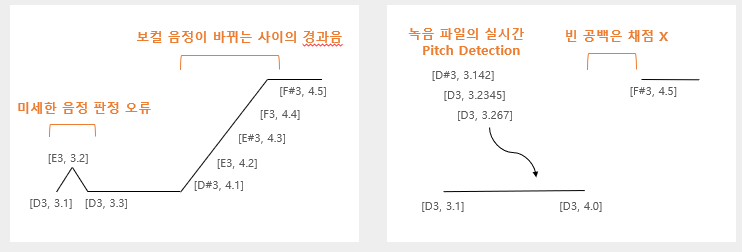 보컬 음정이 바뀌는 사이의 경과음
미세한 음정 판정 오류
[F#3, 4.5]
[F3, 4.4]
[E#3, 4.3]
[E3, 4.2]
[D#3, 4.1]
[E3, 3.2]
[D3, 3.1]
[D3, 3.3]
녹음 파일의 실시간
Pitch Detection
빈 공백은 채점 X
[D#3, 3.142]
[D3, 3.2345]
[D3, 3.267]
[F#3, 4.5]
[D3, 3.1]
[D3, 4.0]